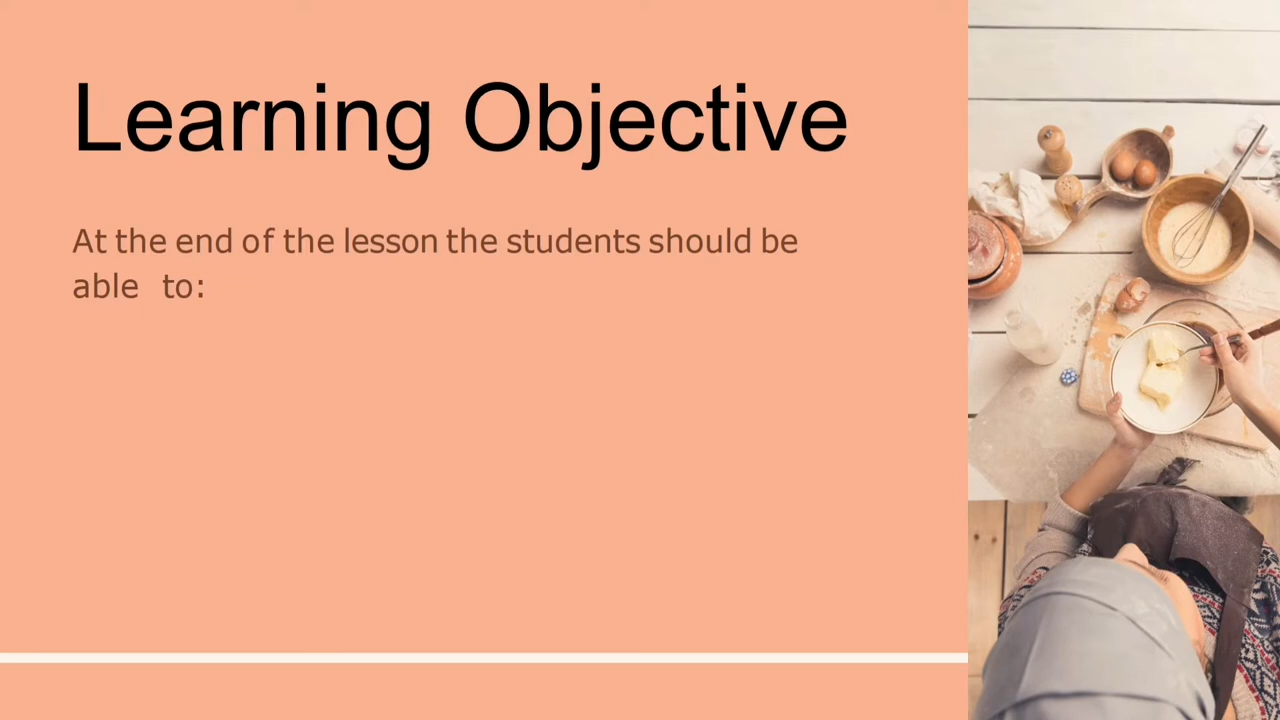 Learning Objective
At the end of the lesson the students should be
able to: